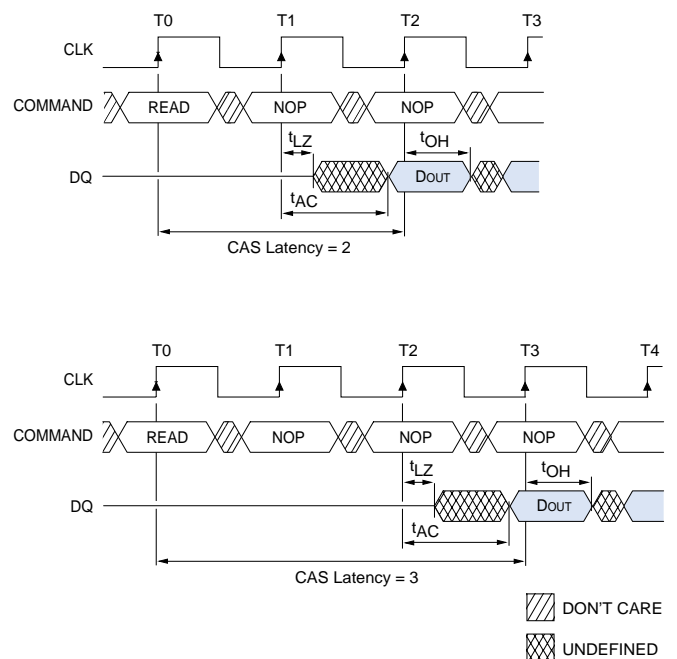 T0 T1 T2 T3
CLK
COMMAND READ NOP NOP
tLZ tOH
DQ DOUT
tAC
CAS Latency = 2
T0 T1 T2 T3 T4
CLK
COMMAND READ NOP NOP NOP
tLZ tOH
DQ DOUT
tAC
CAS Latency = 3
DON'T CARE
UNDEFINED